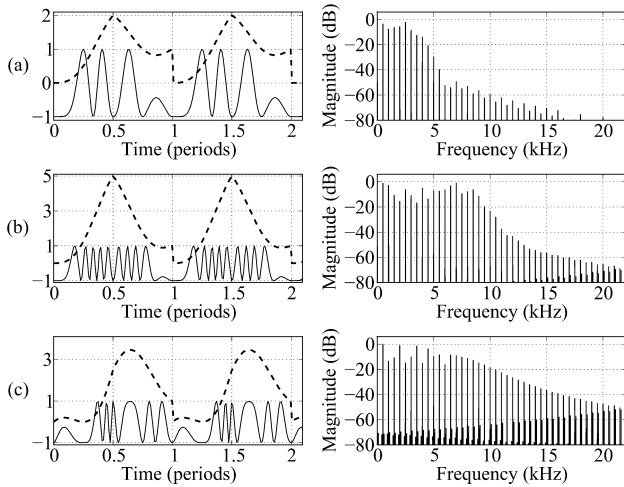 (a)
2
1
0
−1
0 0.5 1 1.5 2
Time (periods)
Magnitude (dB)
0
−20
−40
−60
−80
0 5 10 15 20
Frequency (kHz)
(b)
5
3
1
−1
0 0.5 1 1.5 2
Time (periods)
Magnitude (dB)
0
−20
−40
−60
−80
0 5 10 15 20
Frequency (kHz)
(c)
3
1
−1
0 0.5 1 1.5 2
Time (periods)
Magnitude (dB)
0
−20
−40
−60
−80
0 5 10 15 20
Frequency (kHz)